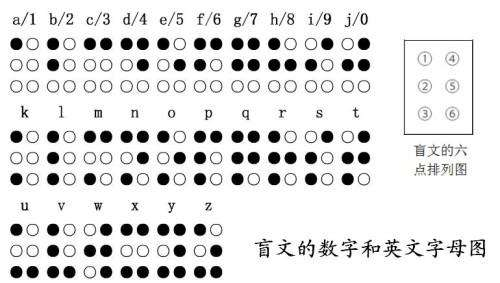 a/1 b/2 c/3 d/4 e/5 f/6 g/7 h/8 i/9 j/0
k l m n o p q r s t
u v w x y z
① ④
② ⑤
③ ⑥
盲文的六
点排列图
盲文的数字和英文字母图